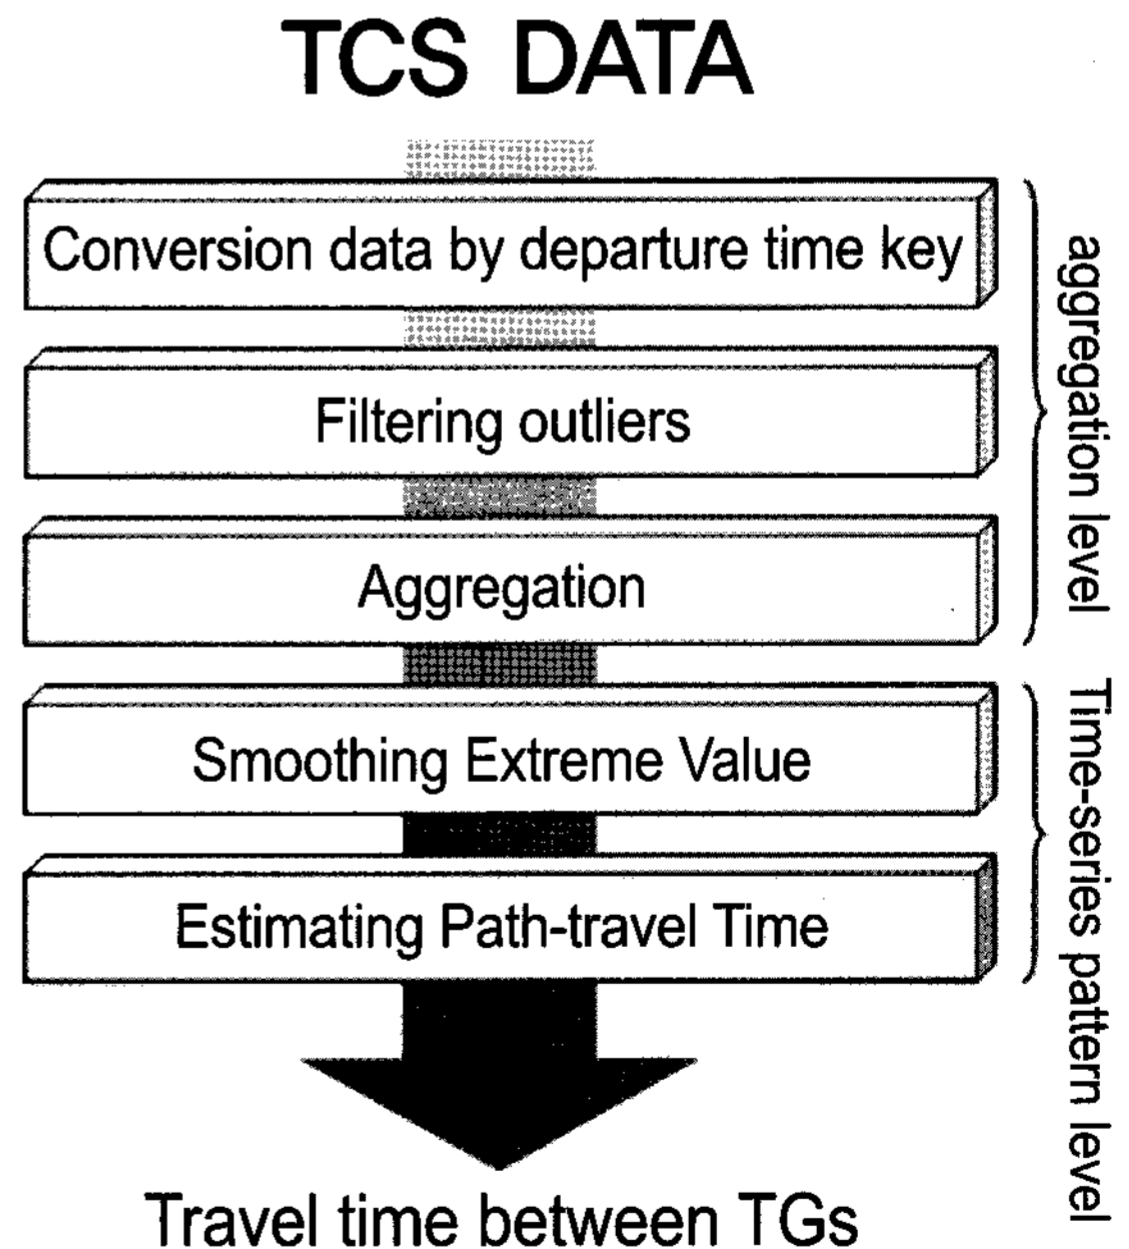 TCS DATA
Conversion data by departure time key
Filtering outliers
Aggregation
aggregation level
Smoothing Extreme Value
Estimating Path-travel Time
Time-series pattern level
Travel time between TGs